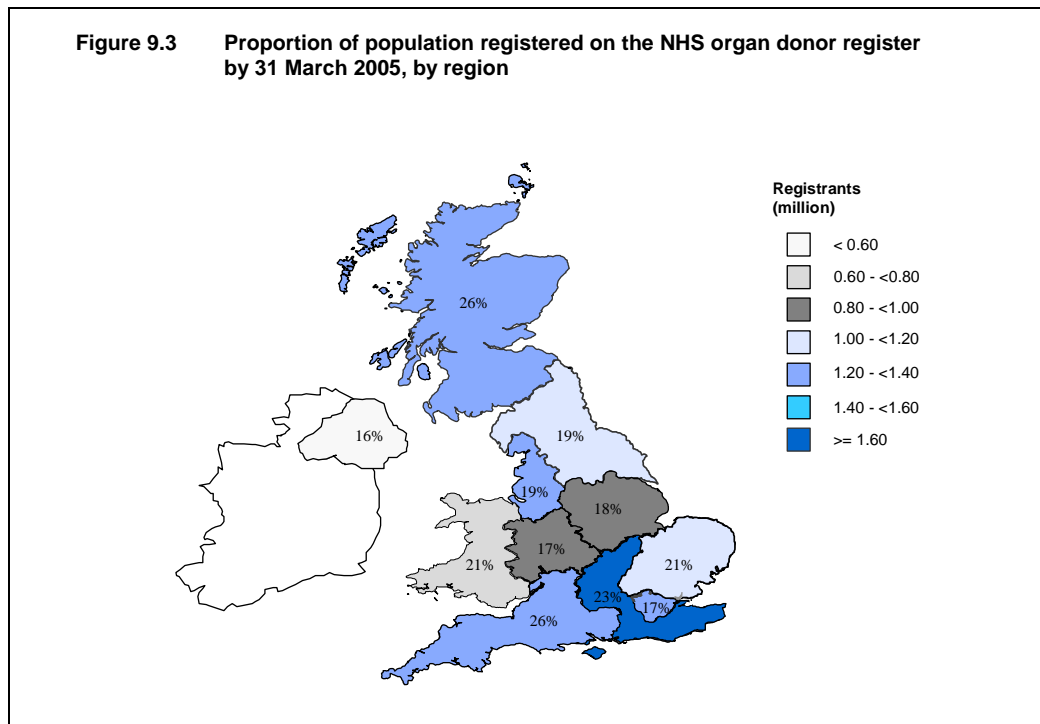 Figure 9.3 Proportion of population registered on the NHS organ donor register
by 31 March 2005, by region
Registrants
(million)
< 0.60
0.60 - <0.80
0.80 - <1.00
1.00 - <1.20
1.20 - <1.40
1.40 - <1.60
>= 1.60
26%
16%
19%
19%
18%
17%
21%
21%
23%
17%
26%